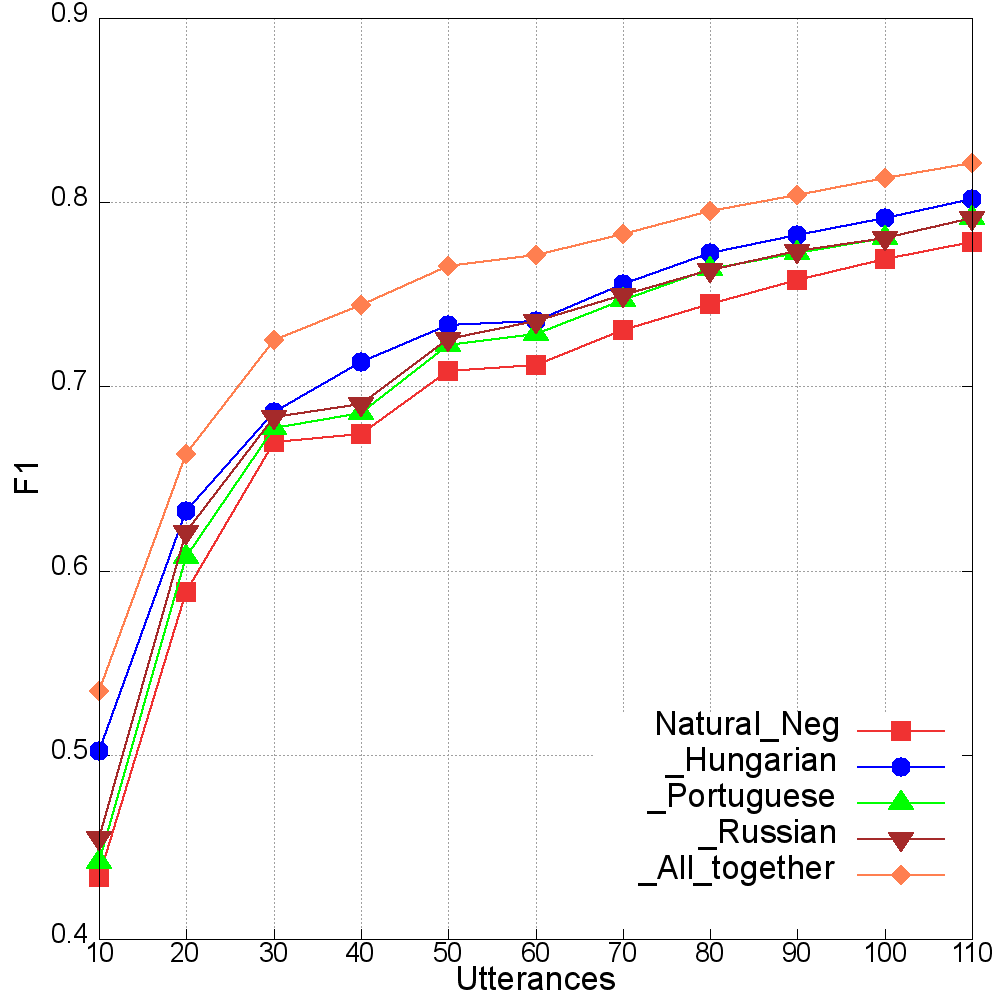 0.9
0.8
0.7
0.6
0.5
0.4
F1
10 20 30 40 50 60 70 80 90 100 110
Utterances
Natural_Neg
_Hungarian
_Portuguese
_Russian
_All_together